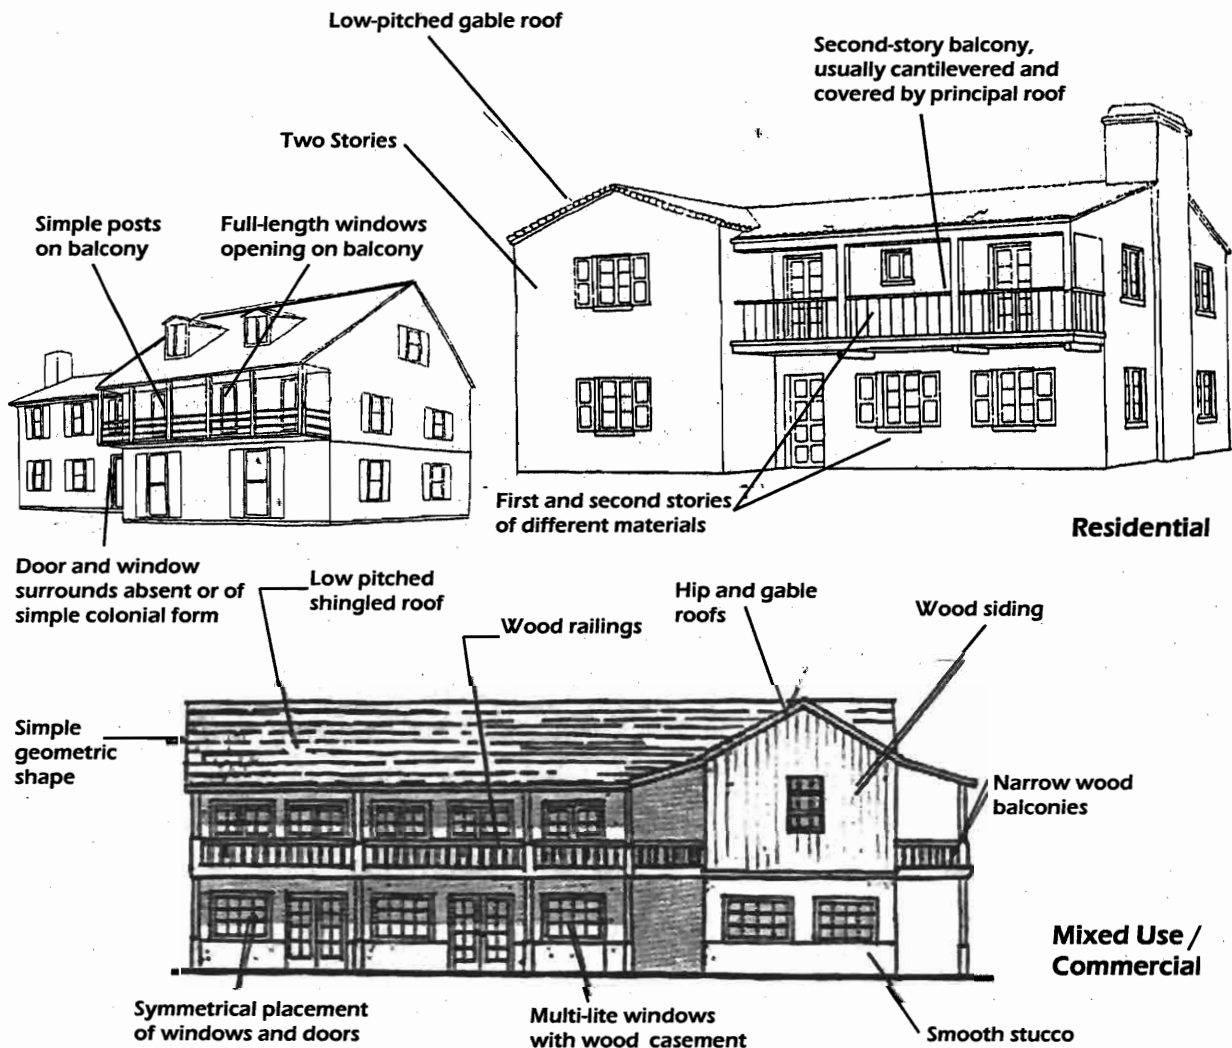 Low-pitched gable roof
Second-story balcony,
usually cantilevered and
covered by principal roof
Two Stories
Simple posts
on balcony
Full-length windows
opening on balcony
First and second stories
of different materials
Residential
Door and window
surrounds absent or of
simple colonial form
Low pitched
shingled roof
Wood railings
Hip and gable
roofs
Wood siding
Simple
geometric
shape
Narrow wood
balconies
Mixed Use /
Commercial
Symmetrical placement
of windows and doors
Multi-lite windows
with wood casement
Smooth stucco